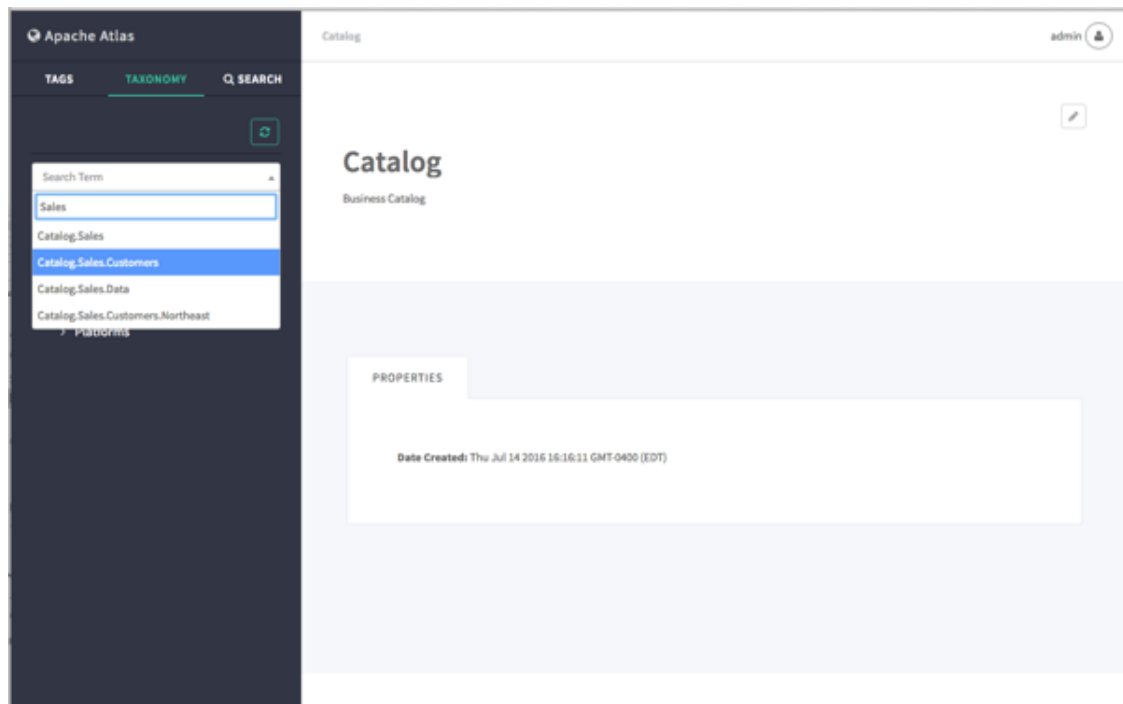 Apache Atlas
Catalog
admin
TAGS TAXONOMY SEARCH
Search Term
Sales
Catalog.Sales
Catalog.Sales.Customers
Catalog.Sales.Data
Catalog.Sales.Customers.Northeast
Platforms
Catalog
Business Catalog
PROPERTIES
Date Created: Thu Jul 14 2016 16:16:11 GMT-0400 (EDT)